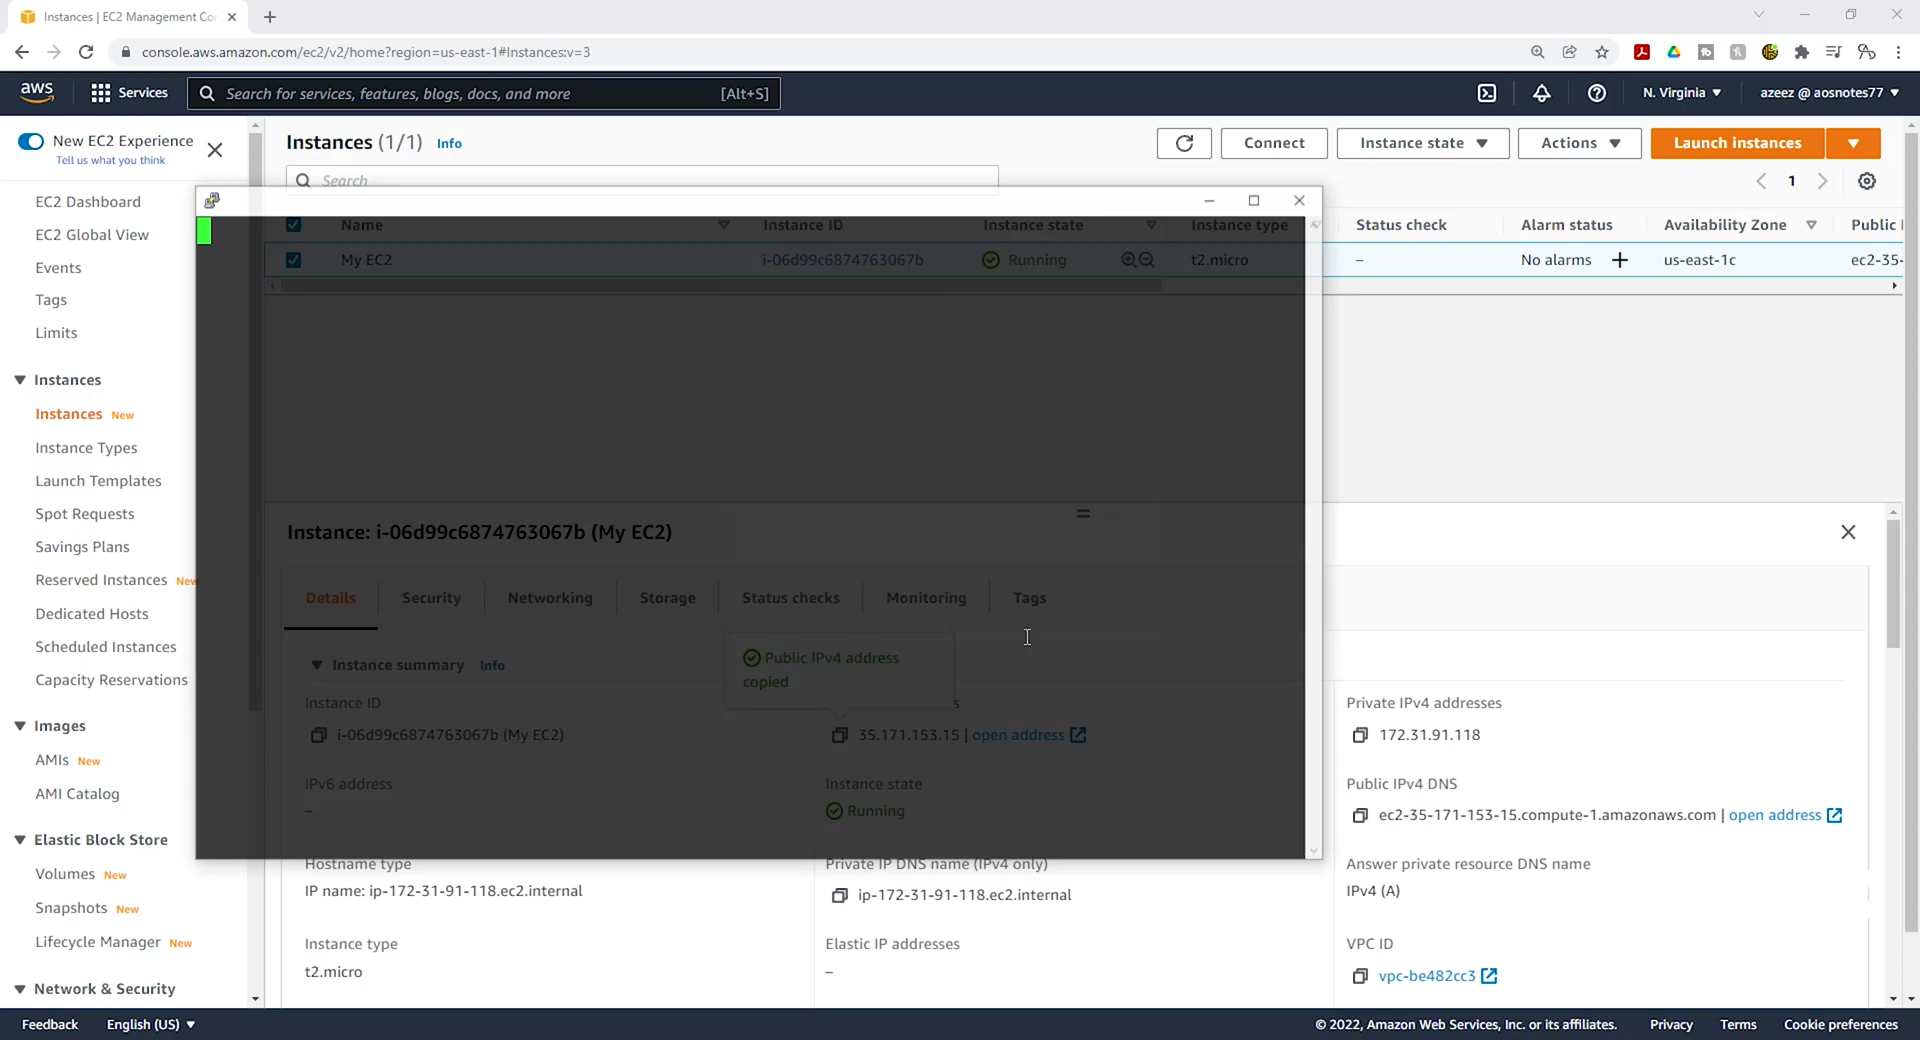 Instances | EC2 Management Co
console.aws.amazon.com/ec2/v2/home?region=us-east-1#Instances:v=3
aws
Services
Search for services, features, blogs, docs, and more
[Alt+S]
N. Virginia
azeez @ aosnotes77
New EC2 Experience
Tell us what you think
EC2 Dashboard
EC2 Global View
Events
Tags
Limits
Instances
Instances New
Instance Types
Launch Templates
Spot Requests
Savings Plans
Reserved Instances New
Dedicated Hosts
Scheduled Instances
Capacity Reservations
Images
AMIs New
AMI Catalog
Elastic Block Store
Volumes New
Snapshots New
Lifecycle Manager New
Network & Security
Instances (1/1) Info
Connect
Instance state
Actions
Launch instances
Search
1
Name
Instance ID
Instance state
Instance type
Status check
Alarm status
Availability Zone
Public
My EC2
i-06d99c6874763067b
Running
t2.micro
–
No alarms
us-east-1c
ec2-35-
Instance: i-06d99c6874763067b (My EC2)
Details
Security
Networking
Storage
Status checks
Monitoring
Tags
Instance summary Info
Public IPv4 address
copied
Instance ID
i-06d99c6874763067b (My EC2)
s
35.171.153.15 | open address
Private IPv4 addresses
172.31.91.118
IPv6 address
–
Instance state
Running
Public IPv4 DNS
ec2-35-171-153-15.compute-1.amazonaws.com | open address
Hostname type
IP name: ip-172-31-91-118.ec2.internal
Private IP DNS name (IPv4 only)
ip-172-31-91-118.ec2.internal
Answer private resource DNS name
IPv4 (A)
Instance type
t2.micro
Elastic IP addresses
–
VPC ID
vpc-be482cc3
Feedback
English (US)
© 2022, Amazon Web Services, Inc. or its affiliates.
Privacy
Terms
Cookie preferences